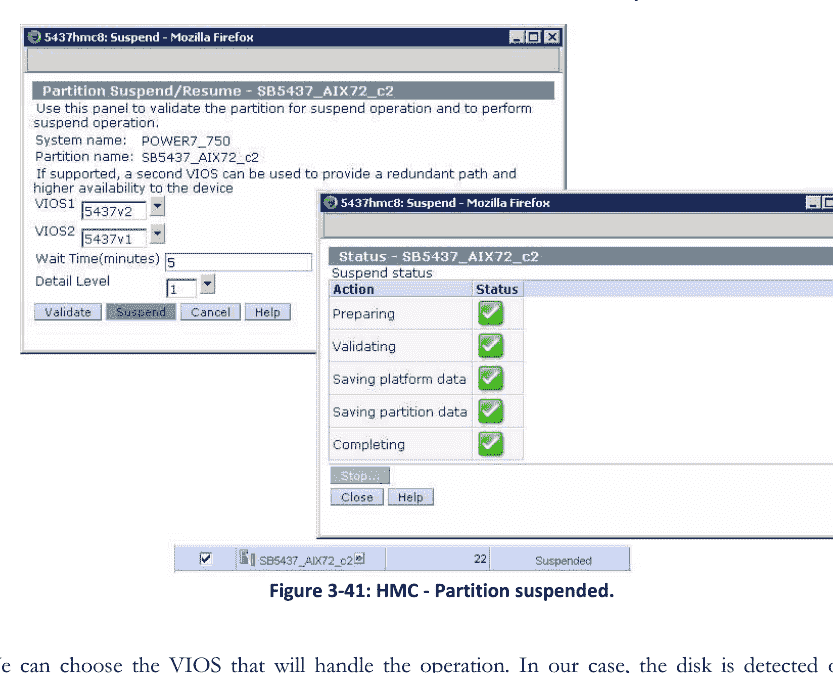 5437hmc8: Suspend - Mozilla Firefox
Partition Suspend/Resume - SB5437_AIX72_c2
Use this panel to validate the partition for suspend operation and to perform
suspend operation.
System name: POWER7_750
Partition name: SB5437_AIX72_c2
If supported, a second VIOS can be used to provide a redundant path and
higher availability to the device
VIOS1 5437v2
VIOS2 5437v1
Wait Time(minutes) 5
Detail Level 1
Validate Suspend Cancel Help
5437hmc8: Suspend - Mozilla Firefox
Status - SB5437_AIX72_c2
Suspend status
Action Status
Preparing
Validating
Saving platform data
Saving partition data
Completing
Stop...
Close Help
SB5437_AIX72_c2 22 Suspended
Figure 3-41: HMC - Partition suspended.
can choose the VIOS that will handle the operation. In our case, the disk is detected